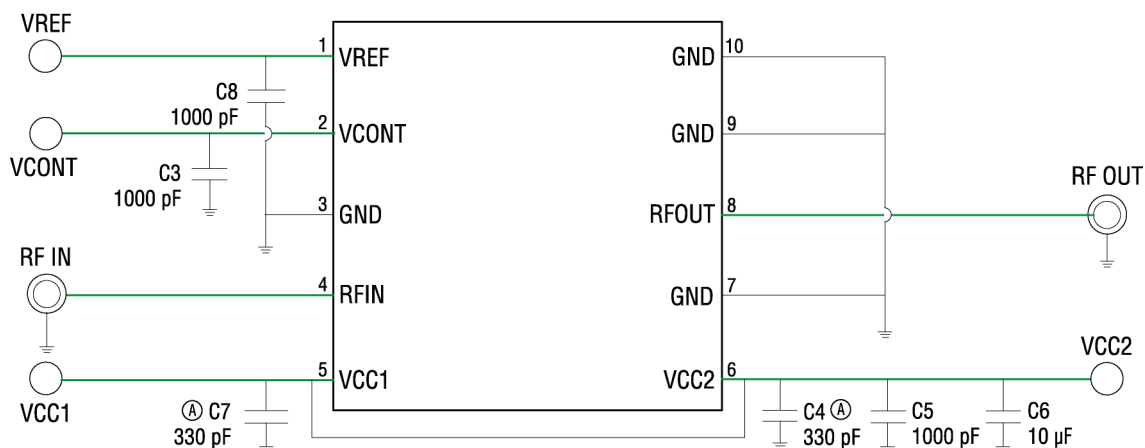 VREF
1
VREF
C8
1000 pF
VCONT
2
VCONT
C3
1000 pF
3
GND
RF IN
4
RFIN
VCC1
5
VCC1
Ⓐ C7
330 pF
GND
10
GND
9
RFOUT
8
RF OUT
GND
7
VCC2
6
VCC2
C4 Ⓐ
330 pF
C5
1000 pF
C6
10 µF